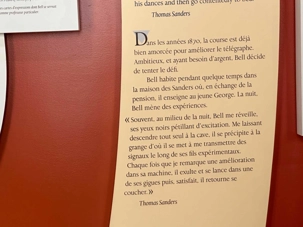 his dances and then go contentedly to bed.
Thomas Sanders
Dans les années 1870, la course est déjà
bien amorcée pour améliorer le télégraphe.
Ambitieux, et ayant besoin d'argent, Bell décide
de tenter le défi.
Bell habite pendant quelque temps dans
la maison des Sanders où, en échange de la
pension, il enseigne au jeune George. La nuit,
Bell mène des expériences.
« Souvent, au milieu de la nuit, Bell me réveille,
ses yeux noirs pétillant d'excitation. Me laissant
descendre tout seul à la cave, il se précipite à la
grange d'où il se met à me transmettre des
signaux le long de ses fils expérimentaux.
Chaque fois que je remarque une amélioration
dans sa machine, il exulte et se lance dans une
de ses gigues puis, satisfait, il retourne se
coucher. »
Thomas Sanders